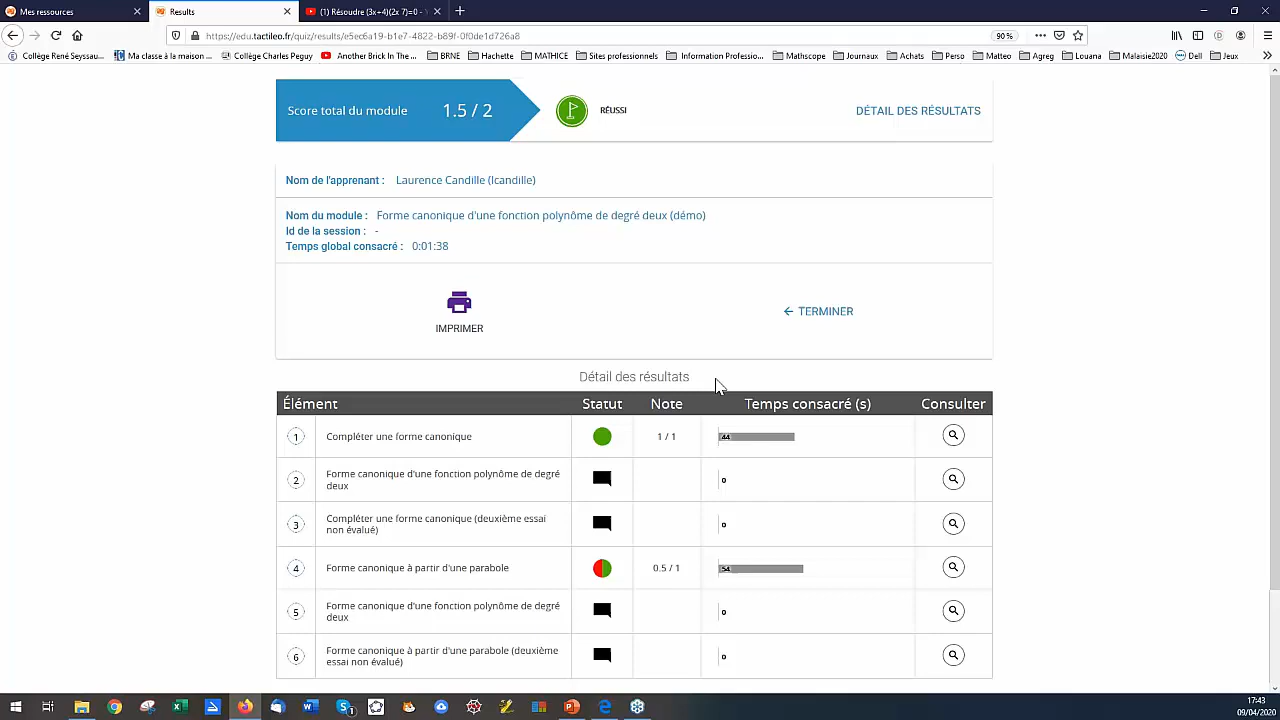 Mes ressources
Results
(1) Résoudre (3x+4)(2x 7)=0 -
https://edu.tactileo.fr/quiz/results/e5ec6a19-b1e7-4822-b89f-0f0de1d726a8
90 %
Collège René Seyssau...
Ma classe à la maison ...
Collège Charles Peguy
Another Brick In The ...
BRNE
Hachette
MATHICE
Sites professionnels
Information Professio...
Mathscope
Journaux
Achats
Perso
Matteo
Agreg
Louana
Malaisie2020
Dell
Jeux
Score total du module
1.5 / 2
RÉUSSI
DÉTAIL DES RÉSULTATS
Nom de l'apprenant : Laurence Candille (lcandille)
Nom du module : Forme canonique d'une fonction polynôme de degré deux (démo)
Id de la session : -
Temps global consacré : 0:01:38
IMPRIMER
TERMINER
Détail des résultats
Élément Statut Note Temps consacré (s) Consulter
1 Compléter une forme canonique 1 / 1 44
2 Forme canonique d'une fonction polynôme de degré
deux 0
3 Compléter une forme canonique (deuxième essai
non évalué) 0
4 Forme canonique à partir d'une parabole 0.5 / 1 54
5 Forme canonique d'une fonction polynôme de degré
deux 0
6 Forme canonique à partir d'une parabole (deuxième
essai non évalué) 0
17:43
09/04/2020